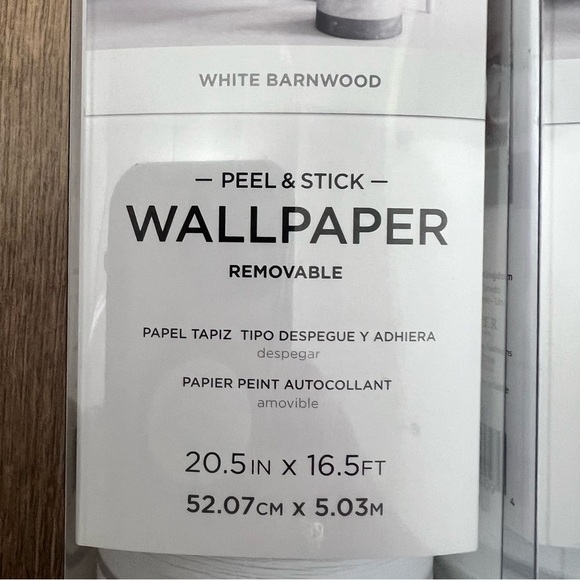 WHITE BARNWOOD
— PEEL & STICK —
WALLPAPER
REMOVABLE
PAPEL TAPIZ TIPO DESPEGUE Y ADHIERA
despegar
PAPIER PEINT AUTOCOLLANT
amovible
20.5IN X 16.5FT
52.07CM X 5.03M